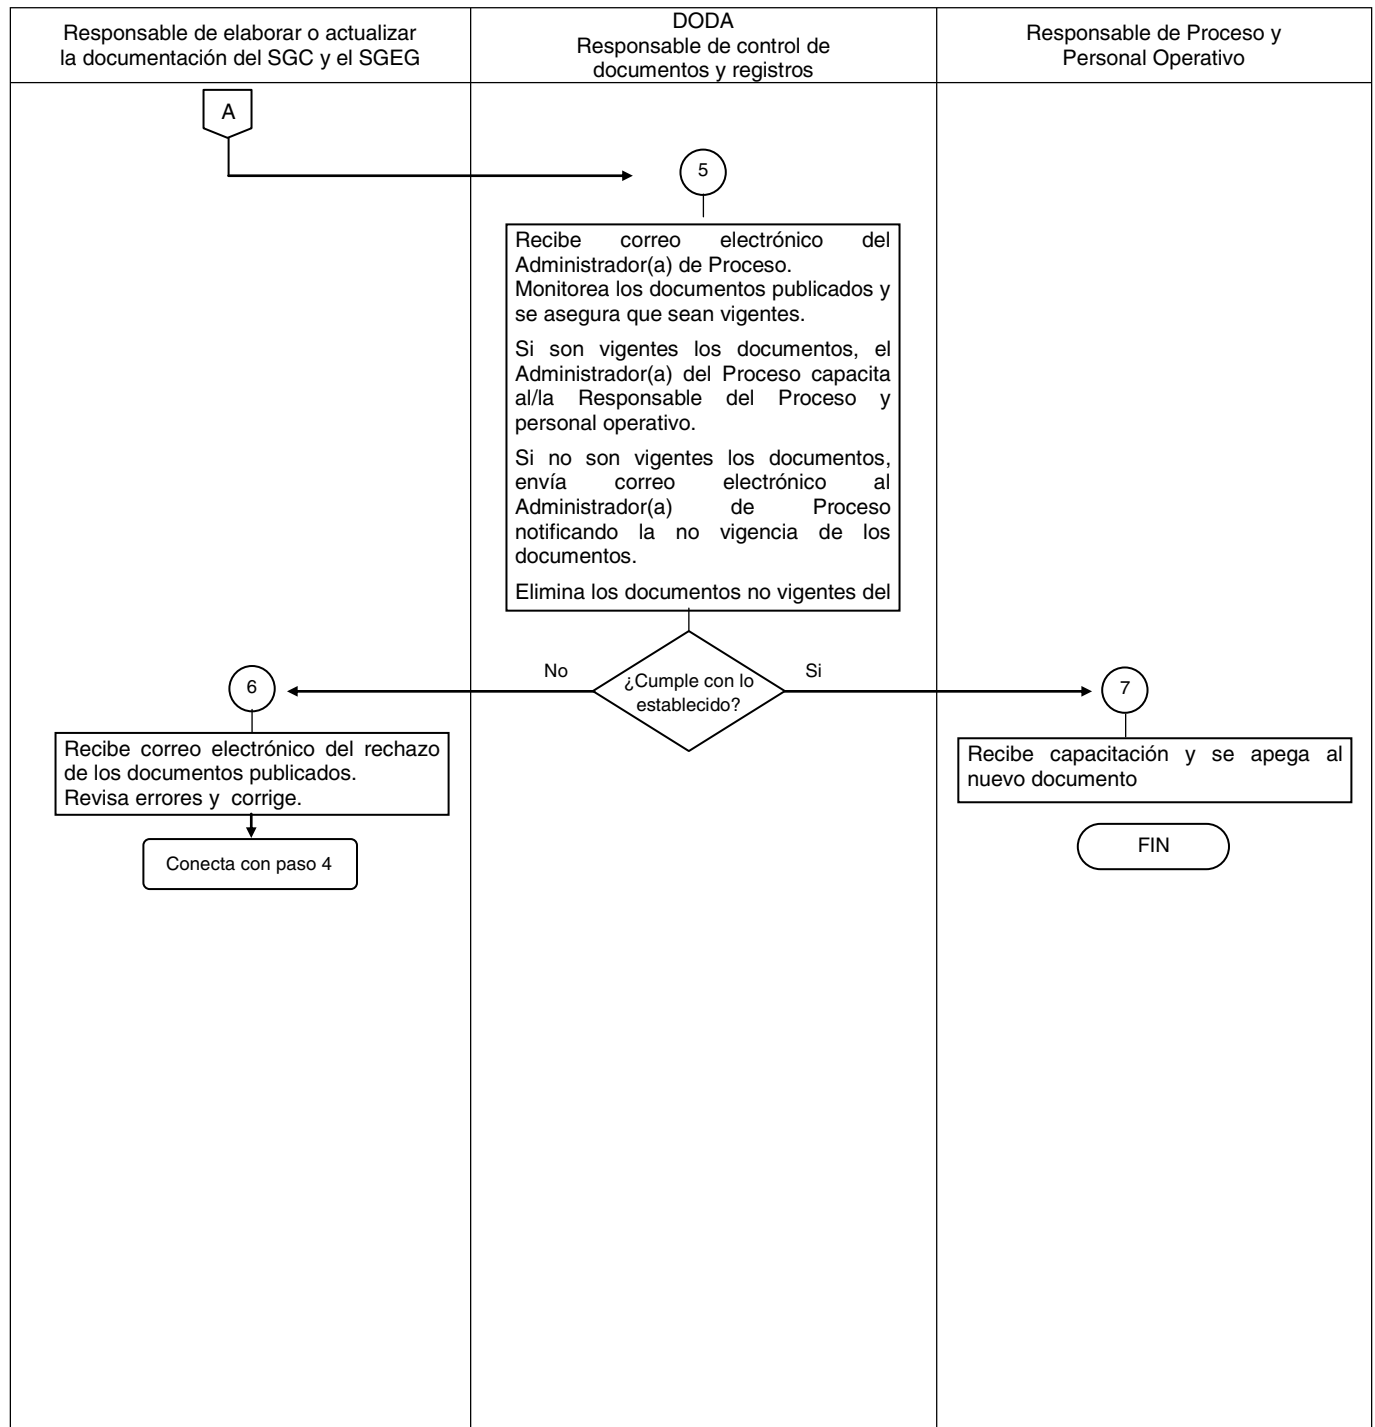 Responsable de elaborar o actualizar
la documentación del SGC y el SGEG
DODA
Responsable de control de
documentos y registros
Responsable de Proceso y
Personal Operativo
A
5
Recibe correo electrónico del
Administrador(a) de Proceso.
Monitorea los documentos publicados y
se asegura que sean vigentes.
Si son vigentes los documentos, el
Administrador(a) del Proceso capacita
al/la Responsable del Proceso y
personal operativo.
Si no son vigentes los documentos,
envía correo electrónico al
Administrador(a) de Proceso
notificando la no vigencia de los
documentos.
Elimina los documentos no vigentes del
No
¿Cumple con lo
establecido?
Si
6
Recibe correo electrónico del rechazo
de los documentos publicados.
Revisa errores y corrige.
Conecta con paso 4
7
Recibe capacitación y se apega al
nuevo documento
FIN